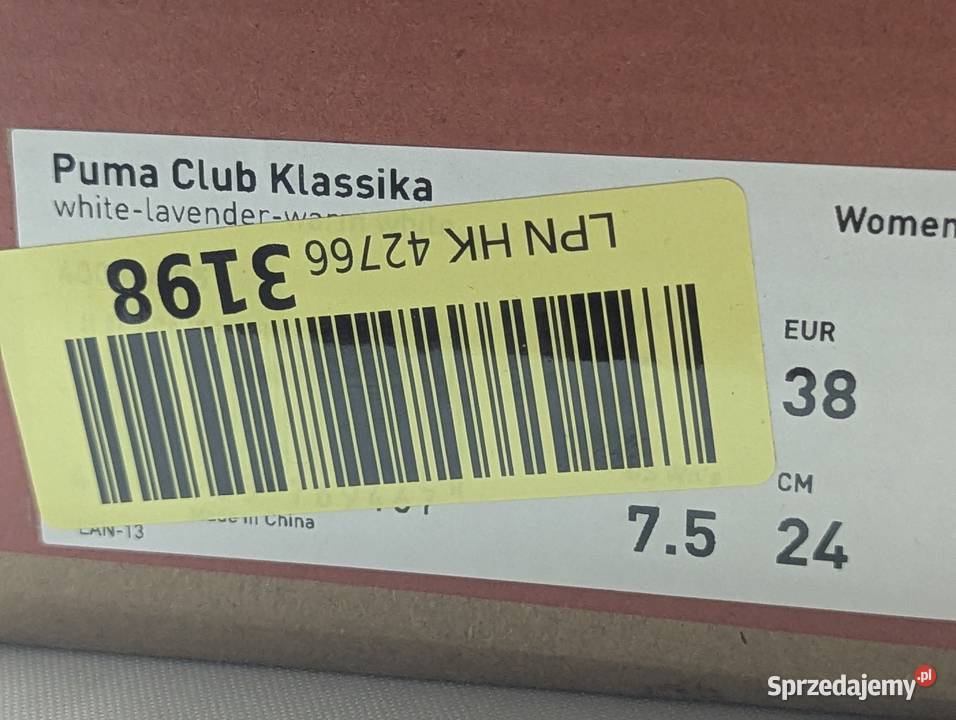 Puma Club Klassika
white-lavender-
Women
LPN HK 42766 3198
EUR
38
CM
7.5
24
LAN-13
Made in China
Sprzedajemy.pl